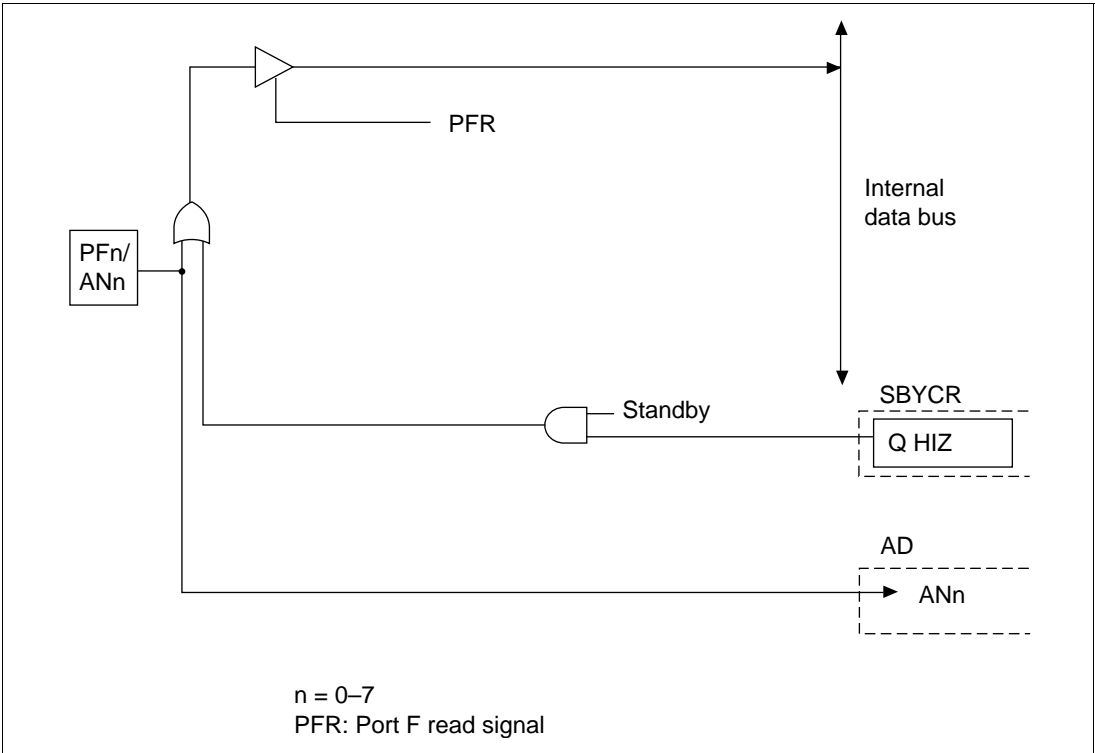 PFR
Internal
data bus
PFn/
ANn
Standby
SBYCR
Q HIZ
AD
ANn
n = 0–7
PFR: Port F read signal